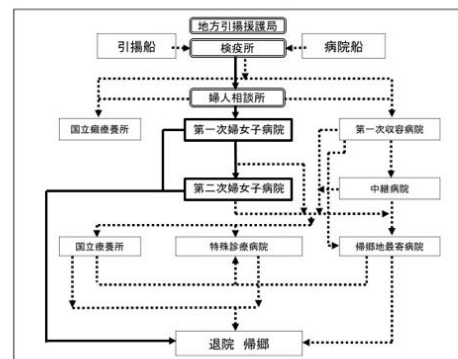 地方引揚援護局
引揚船
検疫所
病院船
婦人相談所
国立癩療養所
第一次婦女子病院
第一次収容病院
第二次婦女子病院
中継病院
国立療養所
特殊診療病院
帰郷地最寄病院
退院 帰郷